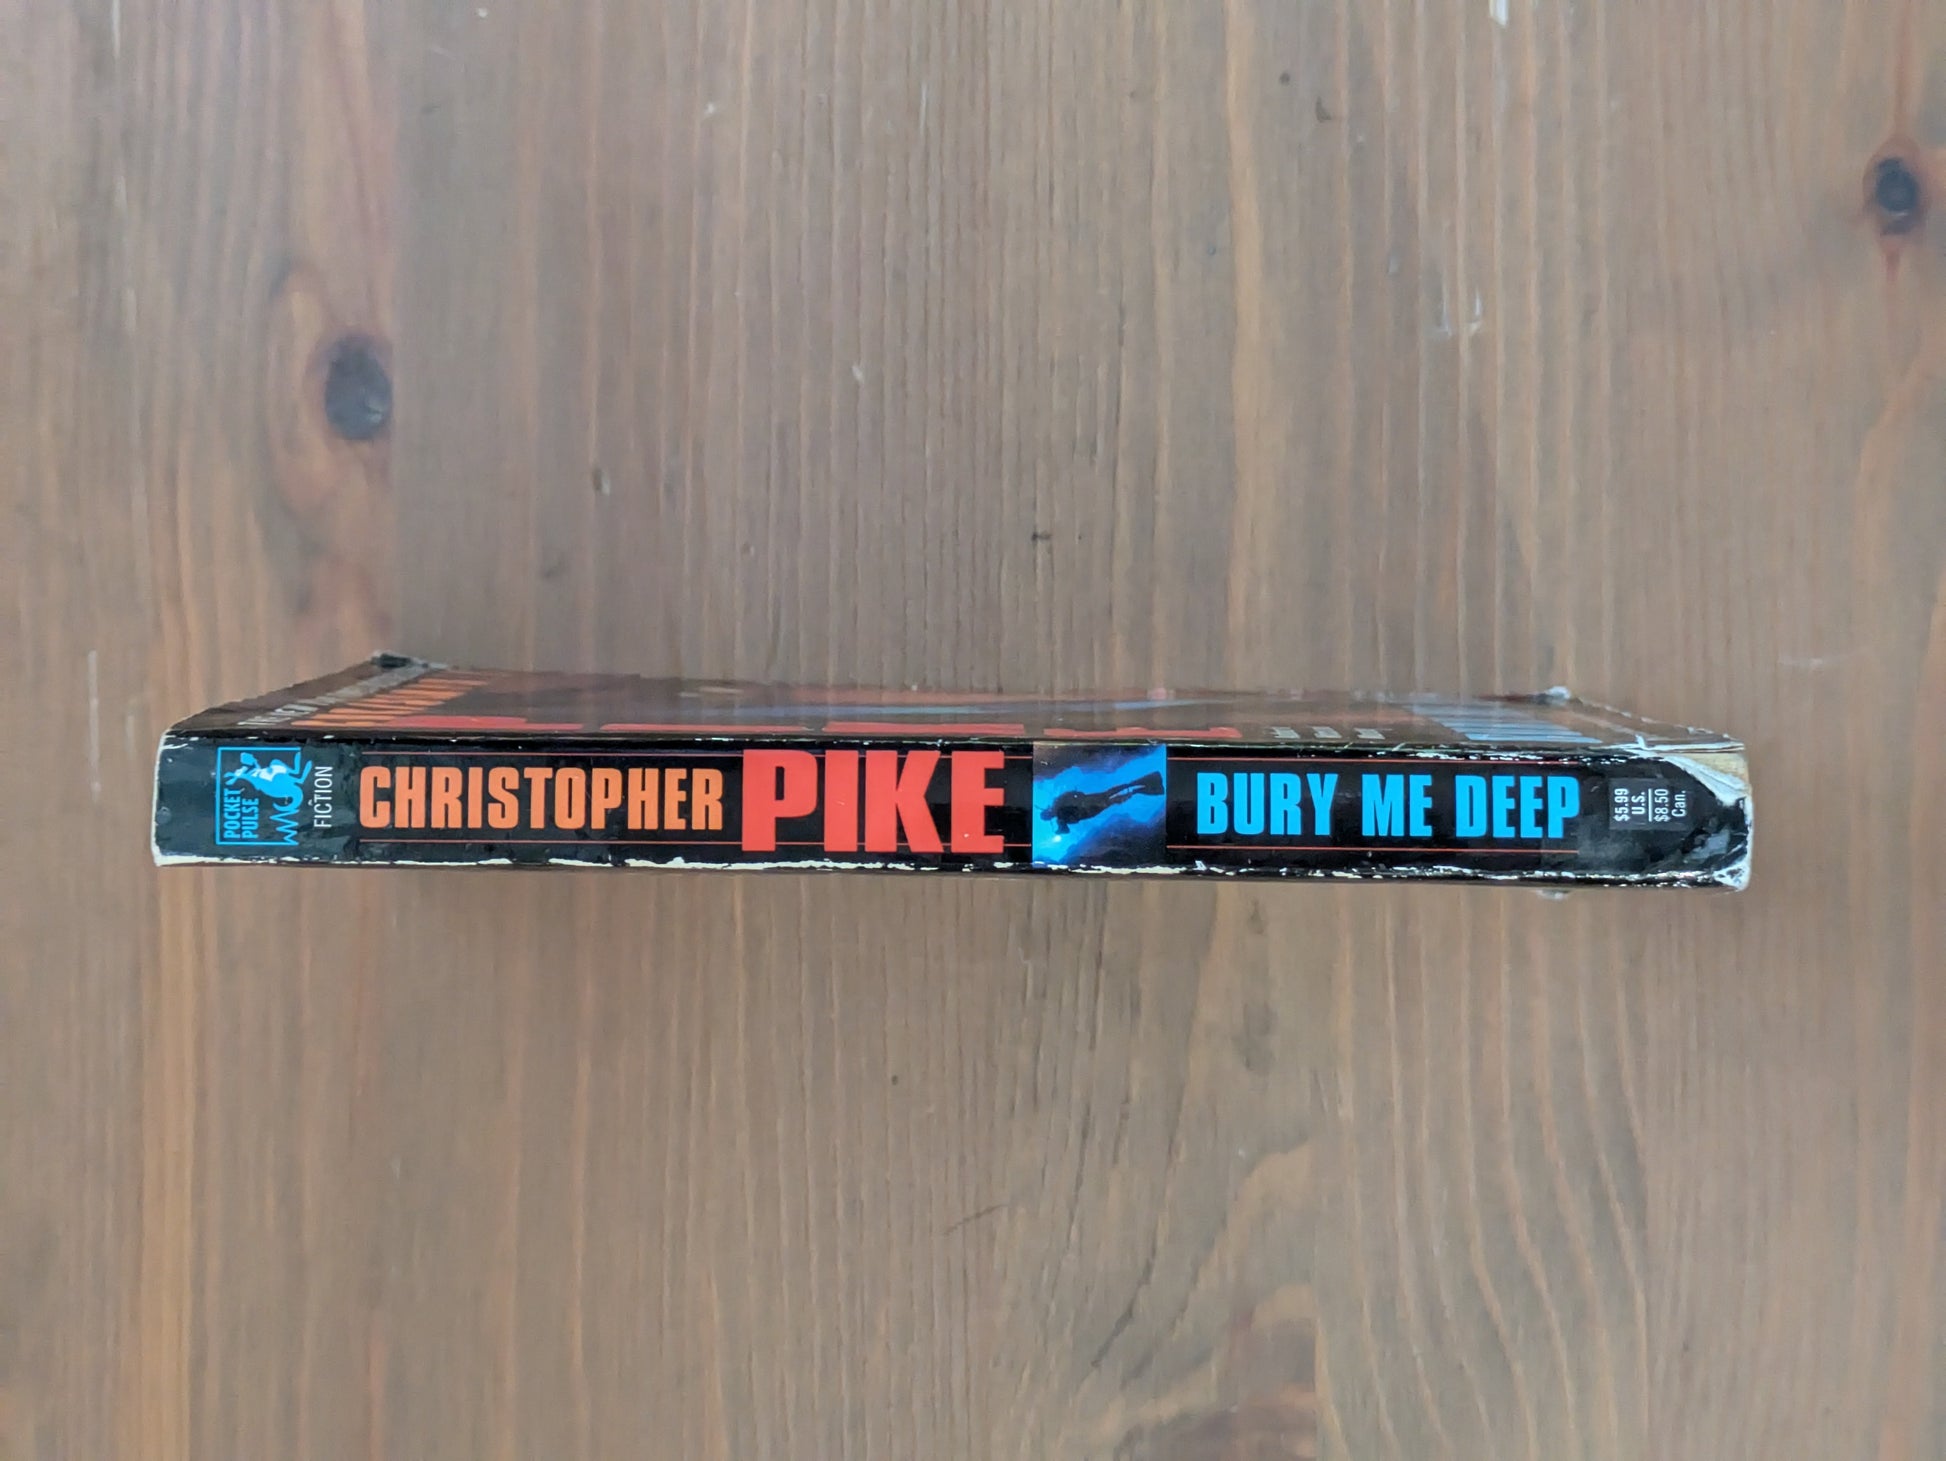 POCKET
PULSE
FICTION
CHRISTOPHER PIKE
BURY ME DEEP
$5.99
U.S.
$8.50
Can.